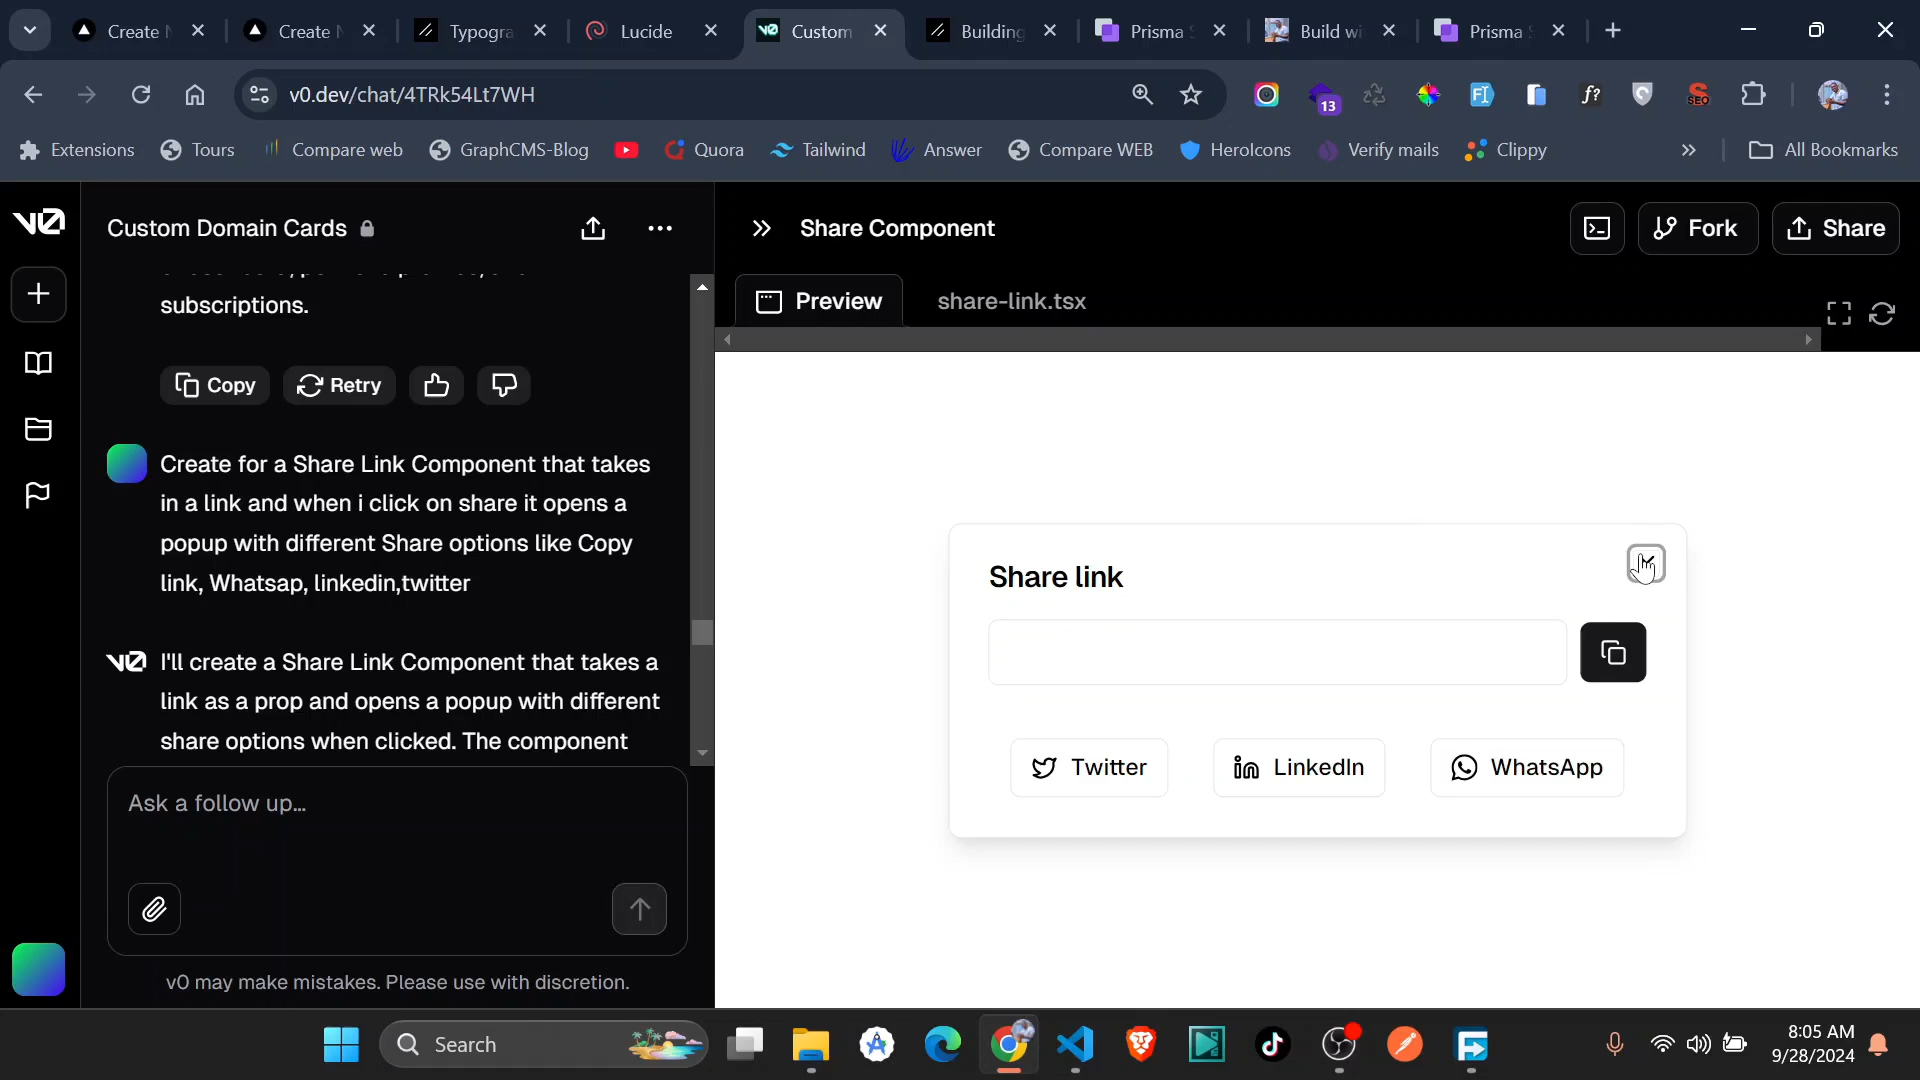 Create N
Create N
Typogra
Lucide
Custom
Building
Prisma S
Build wi
Prisma S
v0.dev/chat/4TRk54Lt7WH
13
f?
SEO
Extensions
Tours
Compare web
GraphCMS-Blog
Quora
Tailwind
Answer
Compare WEB
HeroIcons
Verify mails
Clippy
All Bookmarks
Custom Domain Cards
Share Component
Fork
Share
Preview
share-link.tsx
subscriptions.
Copy
Retry
Create for a Share Link Component that takes
in a link and when i click on share it opens a
popup with different Share options like Copy
link, Whatsap, linkedin,twitter
I'll create a Share Link Component that takes a
link as a prop and opens a popup with different
share options when clicked. The component
Ask a follow up...
v0 may make mistakes. Please use with discretion.
Share link
Twitter
LinkedIn
WhatsApp
Search
8:05 AM
9/28/2024